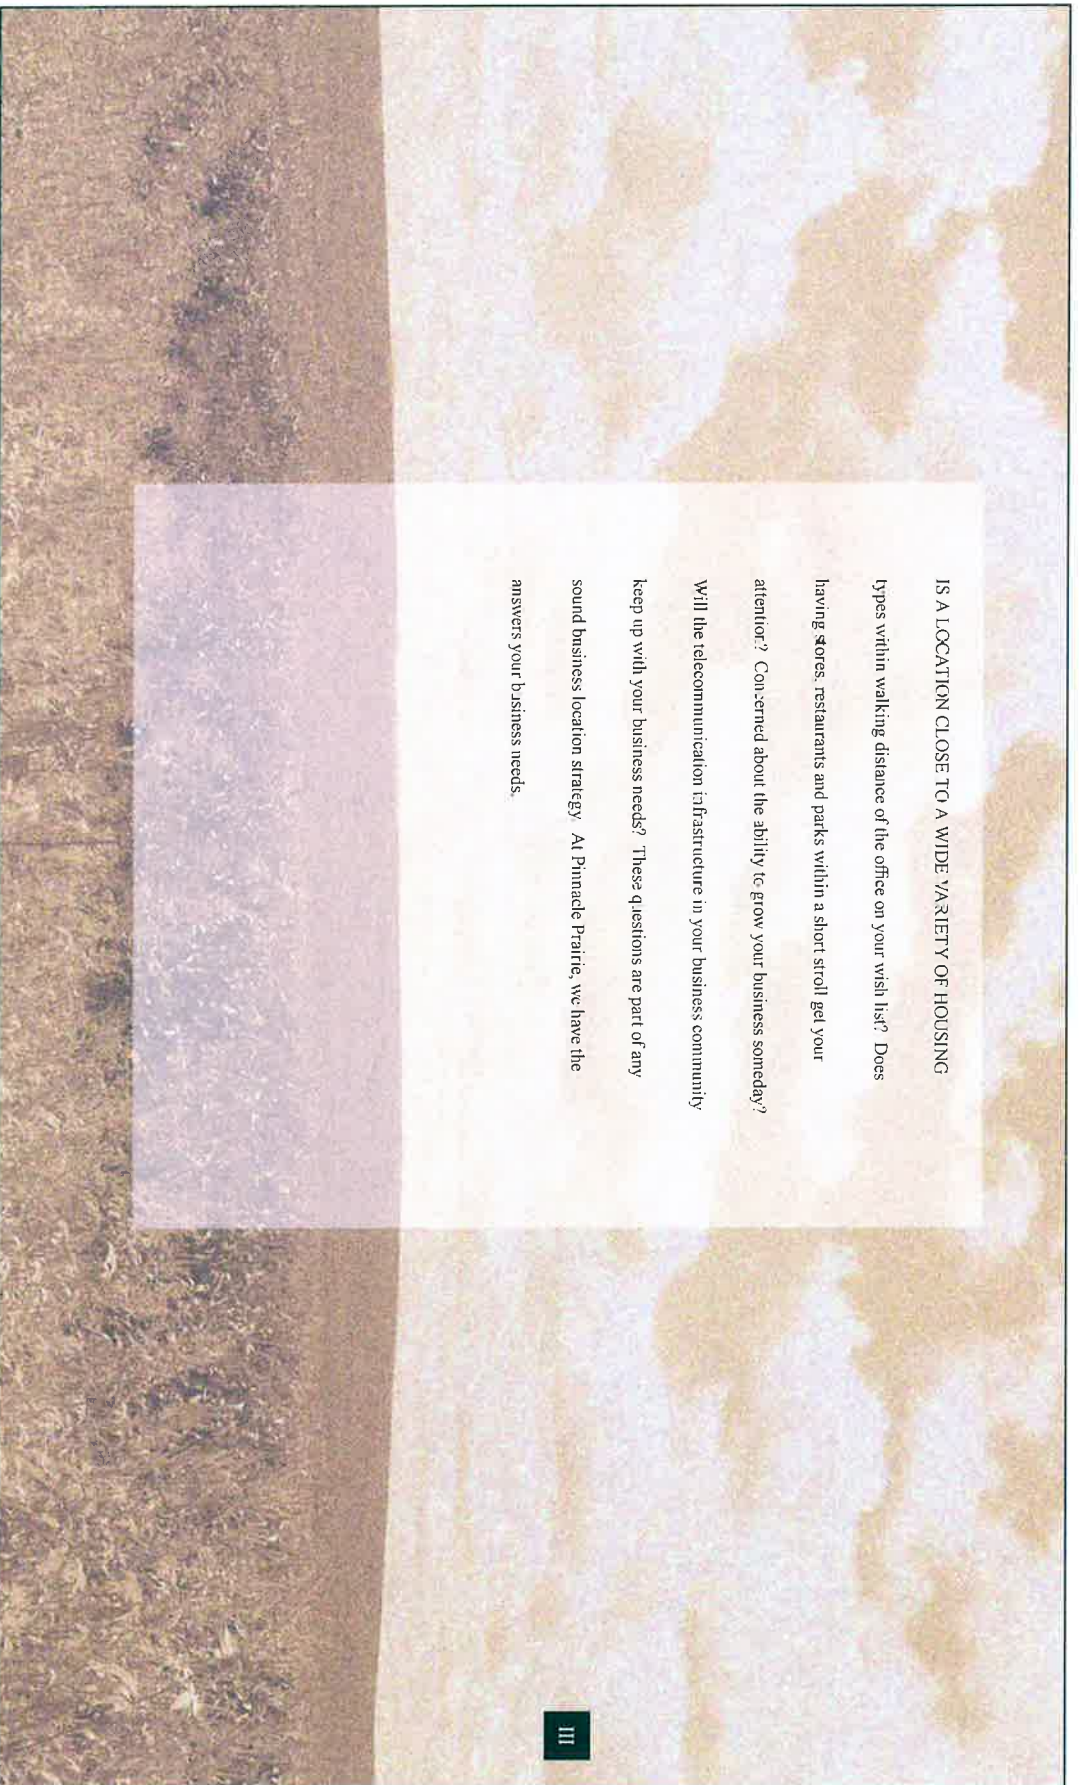 IS A LOCATION CLOSE TO A WIDE VARIETY OF HOUSING
types within walking distance of the office on your wish list? Does
having stores, restaurants and parks within a short stroll get your
attention? Concerned about the ability to grow your business someday?
Will the telecommunication infrastructure in your business community
keep up with your business needs? These questions are part of any
sound business location strategy. At Pinnacle Prairie, we have the
answers your business needs.
III